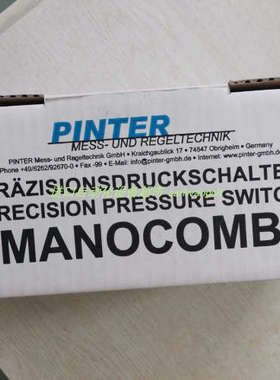 PINTER
MESS- UND REGELTECHNIK
PINTER Mess- und Regeltechnik GmbH • Kraichgaublick 17 • 74847 Obrigheim • Germany
Phone +49/6262/92670-0 • Fax -99 • E-Mail: info@pinter-gmbh.de • Internet: www.pinter-gmbh.de
RÄZISIONSDRUCKSCHALTE
RECISION PRESSURE SWITC
MANOCOMB